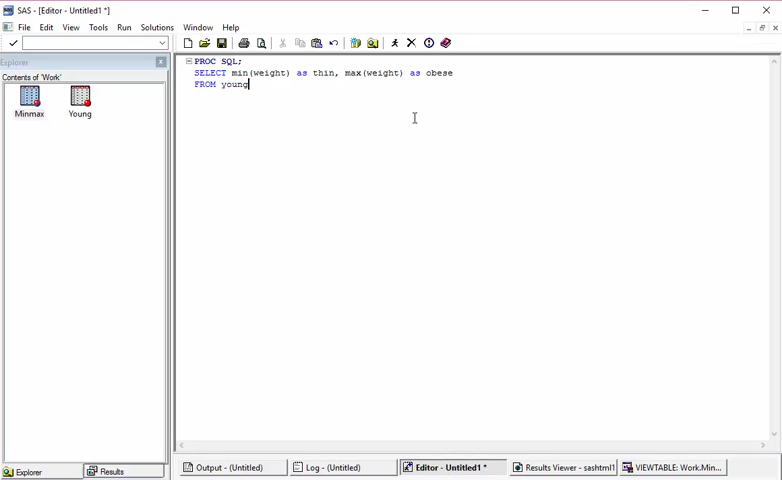 SAS - [Editor - Untitled1 *]
File Edit View Tools Run Solutions Window Help
Explorer
Contents of 'Work'
Minmax Young
PROC SQL;
SELECT min(weight) as thin, max(weight) as obese
FROM young
Explorer Results
Output - (Untitled) Log - (Untitled) Editor - Untitled1 * Results Viewer - sashtml1 VIEWTABLE: Work.Min...